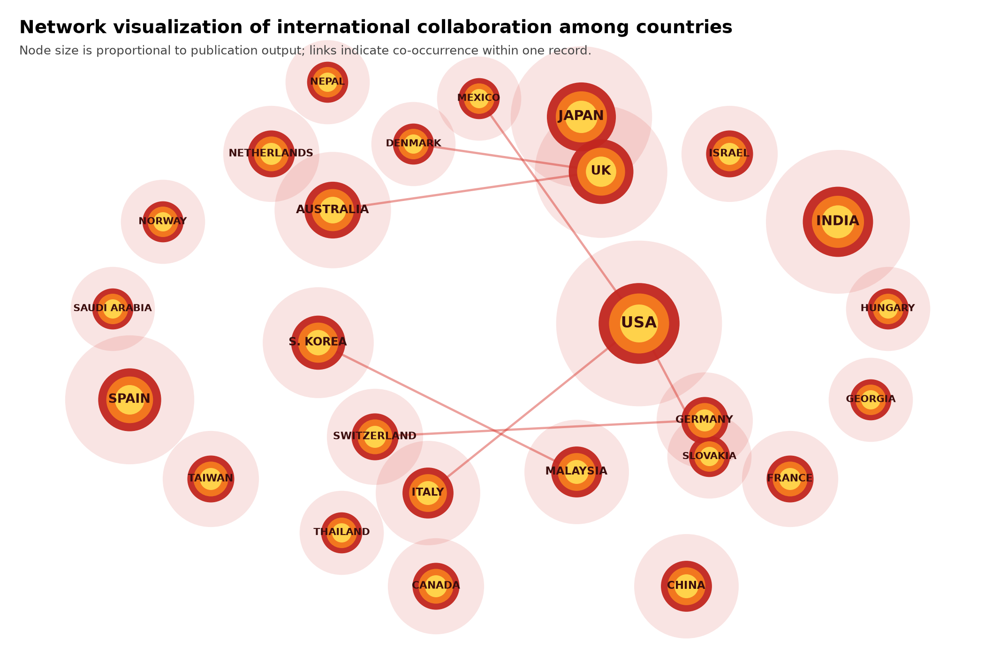 Network visualization of international collaboration among countries
Node size is proportional to publication output; links indicate co-occurrence within one record.
NEPAL
MEXICO
JAPAN
DENMARK
NETHERLANDS
ISRAEL
UK
AUSTRALIA
NORWAY
INDIA
SAUDI ARABIA
HUNGARY
USA
S. KOREA
SPAIN
GEORGIA
GERMANY
SWITZERLAND
SLOVAKIA
MALAYSIA
TAIWAN
FRANCE
ITALY
THAILAND
CANADA
CHINA